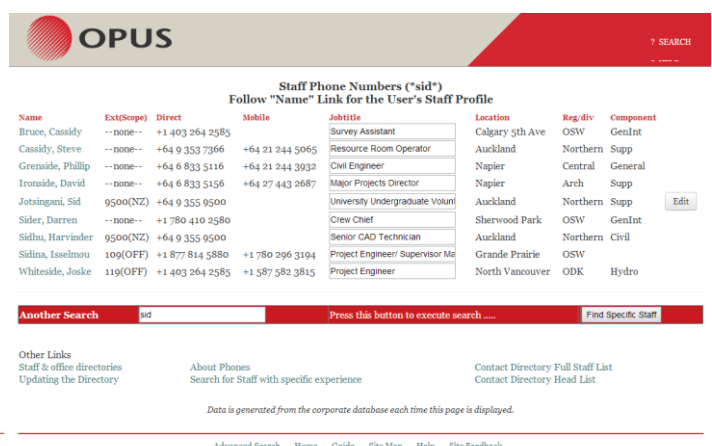 OPUS
? SEARCH
Staff Phone Numbers (*sid*)
Follow "Name" Link for the User's Staff Profile
Name Ext(Scope) Direct Mobile Jobtitle Location Reg/div Component
Bruce, Cassidy --none-- +1 403 264 2585 Survey Assistant Calgary 5th Ave OSW GenInt
Cassidy, Steve --none-- +64 9 353 7366 +64 21 244 5065 Resource Room Operator Auckland Northern Supp
Grenside, Phillip --none-- +64 6 833 5116 +64 21 244 3932 Civil Engineer Napier Central General
Ironside, David --none-- +64 6 833 5156 +64 27 443 2687 Major Projects Director Napier Arch Supp
Jotsingani, Sid 9500(NZ) +64 9 355 9500 University Undergraduate Volunt Auckland Northern Supp Edit
Sider, Darren --none-- +1 780 410 2580 Crew Chief Sherwood Park OSW GenInt
Sidhu, Harvinder 9500(NZ) +64 9 355 9500 Senior CAD Technician Auckland Northern Civil
Sidina, Isselmou 109(OFF) +1 877 814 5880 +1 780 296 3194 Project Engineer/ Supervisor Ma Grande Prairie OSW
Whiteside, Joske 119(OFF) +1 403 264 2585 +1 587 582 3815 Project Engineer North Vancouver ODK Hydro
Another Search sid Press this button to execute search ..... Find Specific Staff
Other Links
Staff & office directories About Phones Contact Directory Full Staff List
Updating the Directory Search for Staff with specific experience Contact Directory Head List
Data is generated from the corporate database each time this page is displayed.
Advanced Search Home Guide Site Map Help Site Feedback